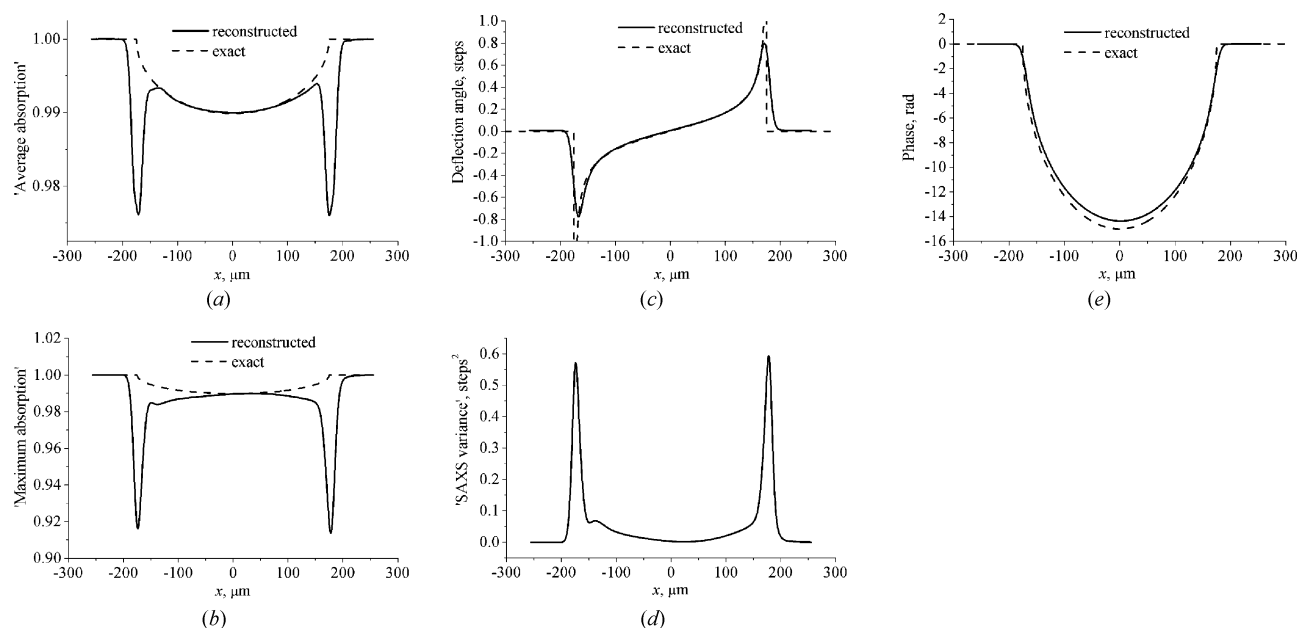 1.00
0.99
0.98
'Average absorption'
reconstructed
exact
-300 -200 -100 0 100 200 300
x, μm
(a)
1.0
0.8
0.6
0.4
0.2
0.0
-0.2
-0.4
-0.6
-0.8
-1.0
Deflection angle, steps
reconstructed
exact
-300 -200 -100 0 100 200 300
x, μm
(c)
2
0
-2
-4
-6
-8
-10
-12
-14
-16
Phase, rad
reconstructed
exact
-300 -200 -100 0 100 200 300
x, μm
(e)
1.02
1.00
0.98
0.96
0.94
0.92
0.90
'Maximum absorption'
reconstructed
exact
-300 -200 -100 0 100 200 300
x, μm
(b)
0.6
0.5
0.4
0.3
0.2
0.1
0.0
'SAXS variance', steps²
-300 -200 -100 0 100 200 300
x, μm
(d)